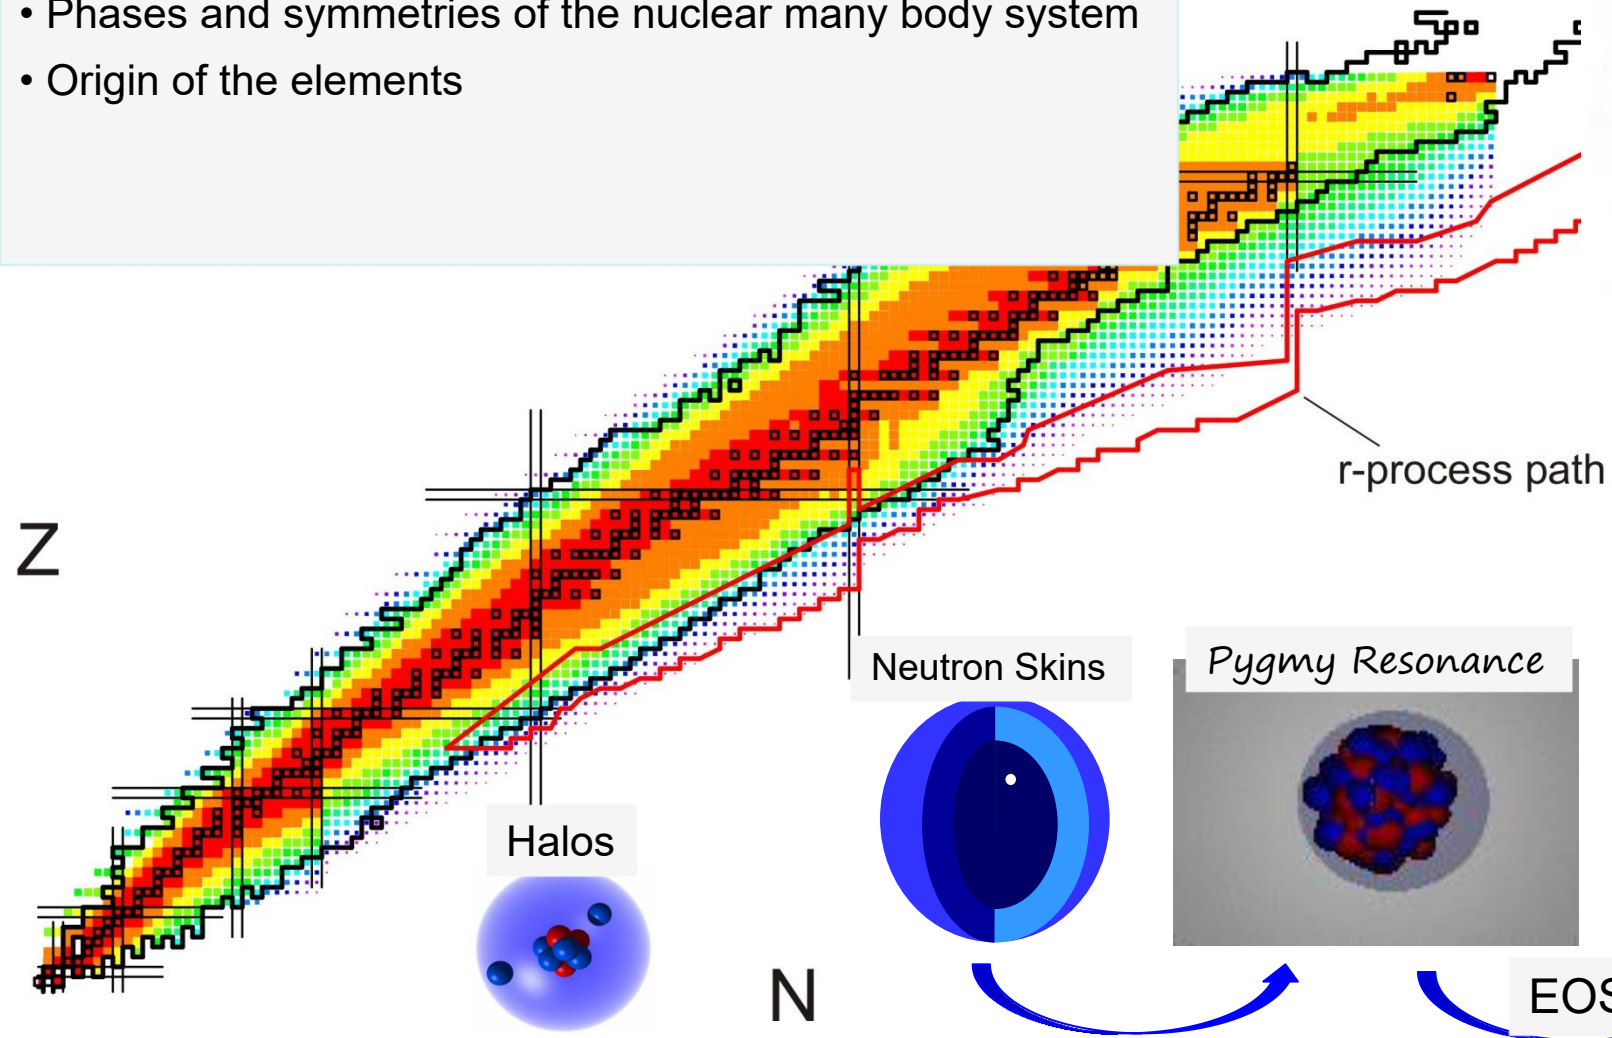 • Phases and symmetries of the nuclear many body system
• Origin of the elements
r-process path
Z
Neutron Skins
Pygmy Resonance
Halos
N
EOS